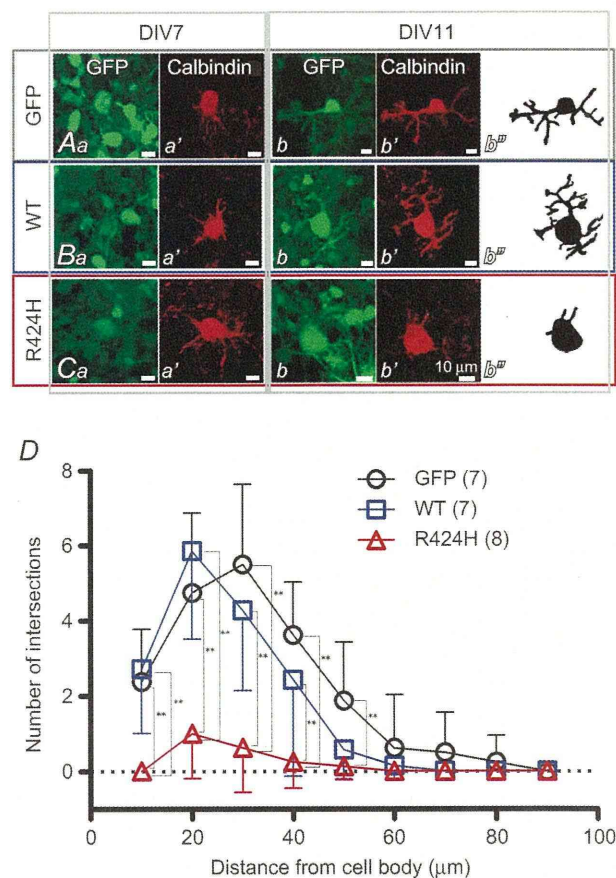 DIV7 DIV11
GFP Calbindin GFP Calbindin
GFP
Aa a' b b' b''
WT
Ba a' b b' b''
R424H
Ca a' b b' 10 μm b''
D
Number of intersections
8
6
4
2
0
GFP (7)
WT (7)
R424H (8)
** ** ** ** ** ** ** ** **
0 20 40 60 80 100
Distance from cell body (μm)